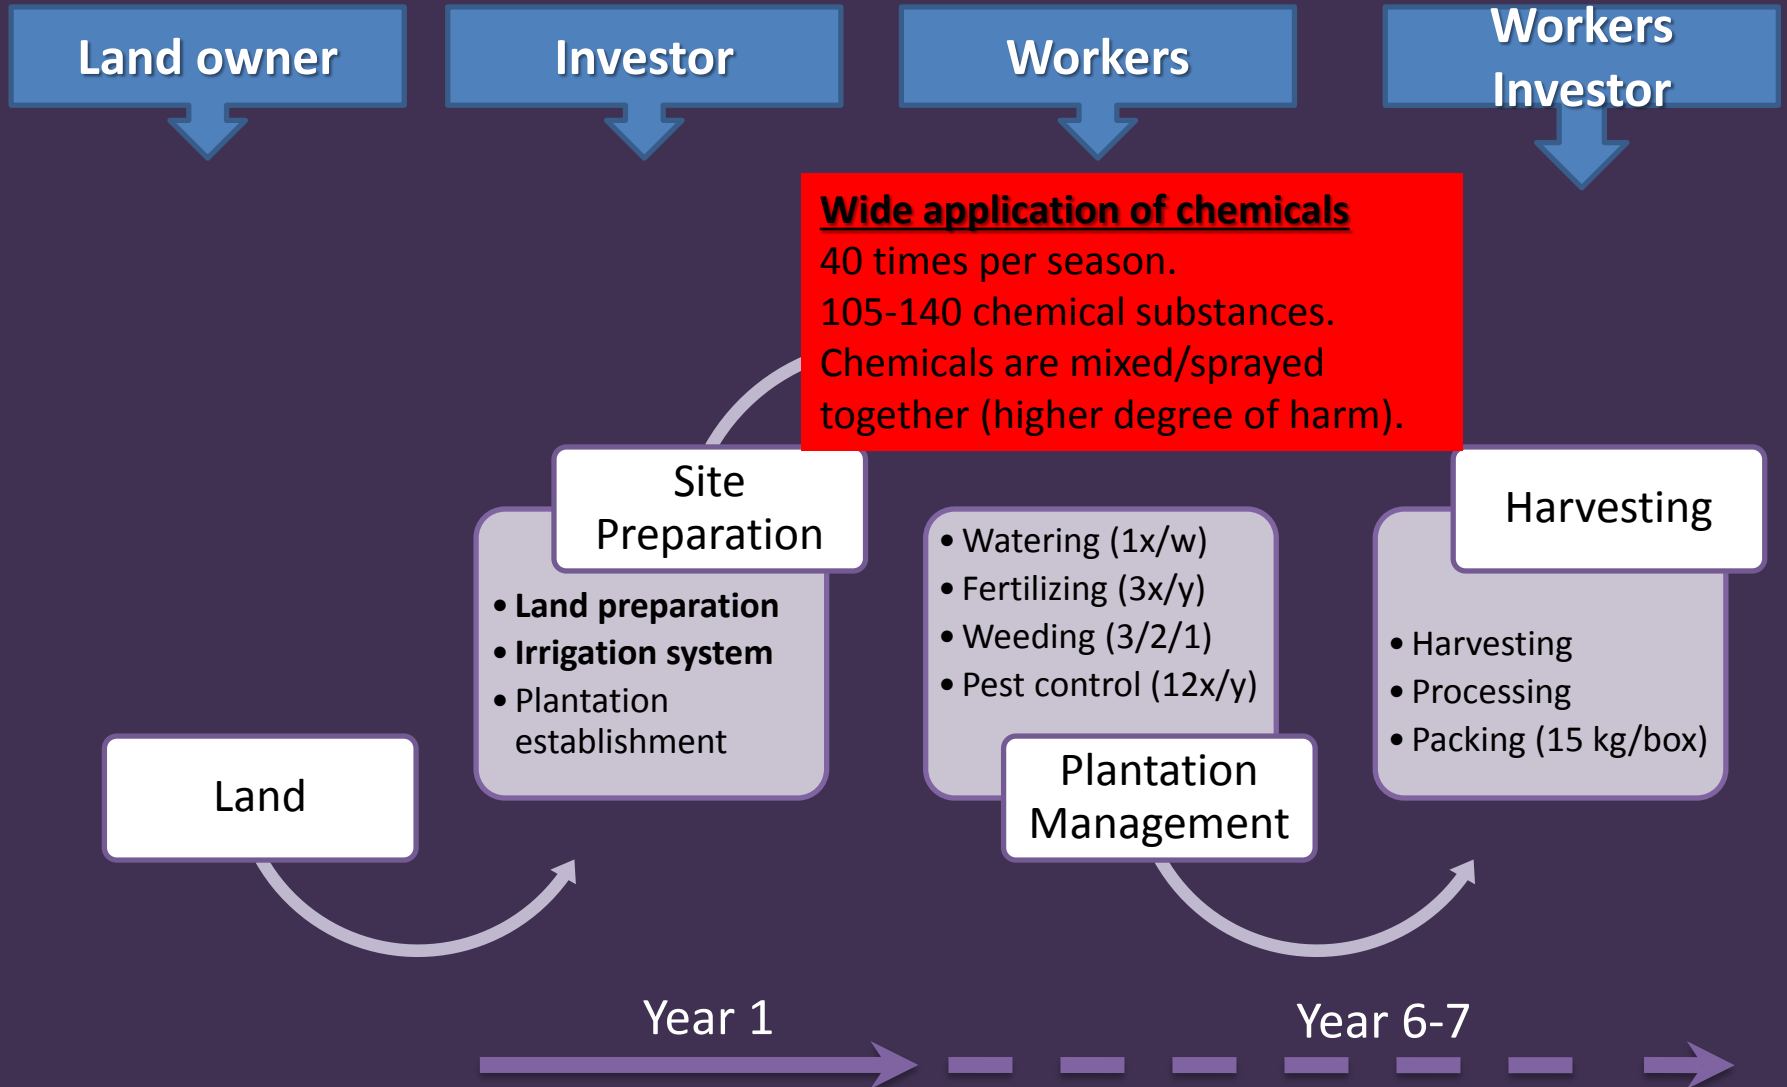 Land owner
Investor
Workers
Workers
Investor
Wide application of chemicals
40 times per season.
105-140 chemical substances.
Chemicals are mixed/sprayed
together (higher degree of harm).
Land
Site
Preparation
• Land preparation
• Irrigation system
• Plantation
establishment
• Watering (1x/w)
• Fertilizing (3x/y)
• Weeding (3/2/1)
• Pest control (12x/y)
Plantation
Management
Harvesting
• Harvesting
• Processing
• Packing (15 kg/box)
Year 1
Year 6-7